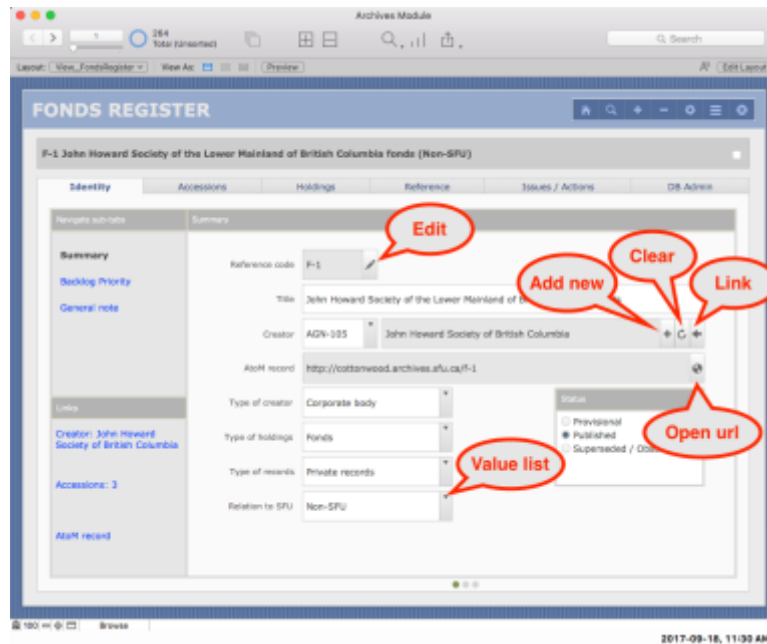 Archives Module
1
264
Total (Unsorted)
Search
Layout: View_FondsRegister
View As:
Preview
Edit Layout
FONDS REGISTER
F-1 John Howard Society of the Lower Mainland of British Columbia fonds (Non-SFU)
Identity
Accessions
Holdings
Reference
Issues / Actions
DB Admin
Navigate sub-tabs
Summary
Summary
Backlog Priority
General note
Edit
Clear
Add new
Link
Reference code
F-1
Title
John Howard Society of the Lower Mainland of
Creator
AGN-105
John Howard Society of British Columbia
AtoM record
http://cottonwood.archives.sfu.ca/f-1
Open url
Type of creator
Corporate body
Type of holdings
Fonds
Type of records
Private records
Relation to SFU
Non-SFU
Value list
Status
Provisional
Published
Superseded /
Links
Creator: John Howard
Society of British Columbia
Accessions: 3
AtoM record
100
Browse
2017-09-18, 11:30 AM